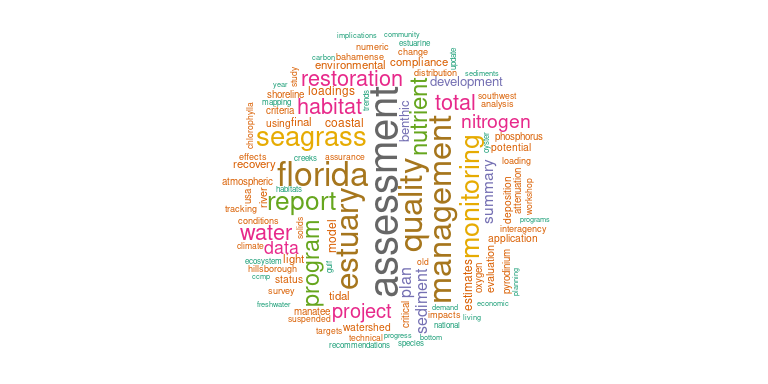 implications
community
estuarine
numeric
change
update
carbon
bahamense
environmental
compliance
distribution
sediments
study
restoration
year
loadings
trends
development
mapping
shoreline
habitat
total
southwest
analysis
criteria
chlorophylla
using
final
coastal
benthic
nutrient
nitrogen
seagrass
assessment
management
monitoring
oyster
phosphorus
potential
effects
recovery
creeks
assurance
florida
quality
loading
atmospheric
habitats
usa
river
report
estuary
summary
deposition
attenuation
workshop
tracking
conditions
water
solids
model
programs
interagency
application
climate
data
ecosystem
light
gulf
old
hillsborough
ccmp
status
program
plan
sediment
estimates
oxygen
evaluation
pyrodinium
planning
survey
tidal
freshwater
manatee
suspended
project
critical
demand
impacts
national
living
economic
targets
watershed
technical
progress
bottom
recommendations
species